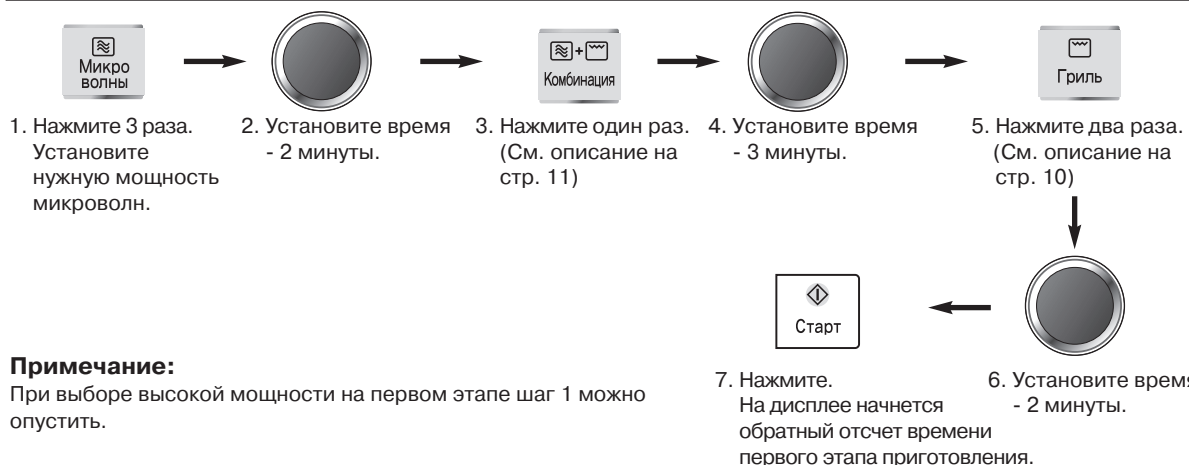 Микро
волны
Комбинация
Гриль
1. Нажмите 3 раза.
Установите
нужную мощность
микроволн.
2. Установите время
- 2 минуты.
3. Нажмите один раз.
(См. описание на
стр. 11)
4. Установите время
- 3 минуты.
5. Нажмите два раза.
(См. описание на
стр. 10)
Старт
6. Установите время
- 2 минуты.
7. Нажмите.
На дисплее начнется
обратный отсчет времени
первого этапа приготовления.
Примечание:
При выборе высокой мощности на первом этапе шаг 1 можно
опустить.